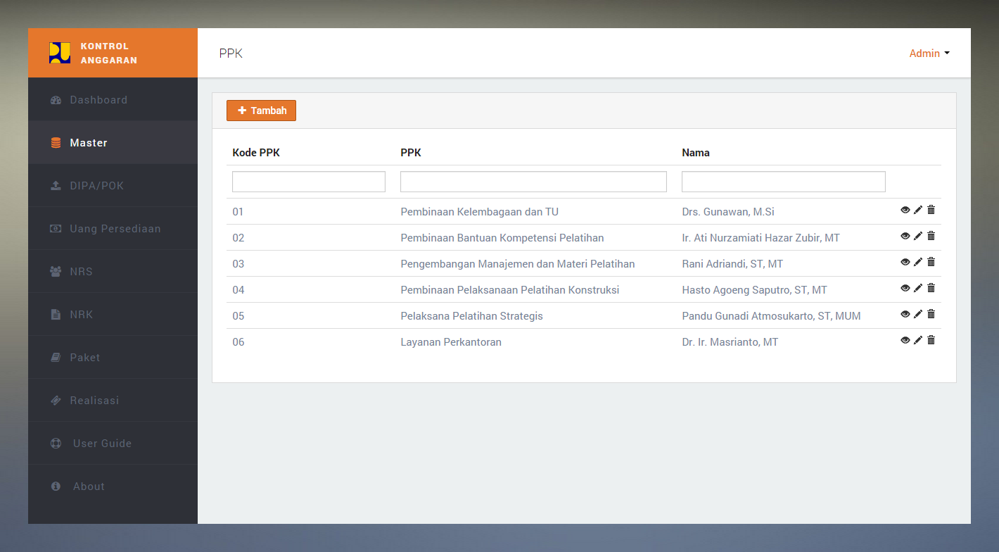 KONTROL
ANGGARAN
PPK
Admin
Dashboard
Master
DIPA/POK
Uang Persediaan
NRS
NRK
Paket
Realisasi
User Guide
About
Tambah
Kode PPK PPK Nama
01 Pembinaan Kelembagaan dan TU Drs. Gunawan, M.Si
02 Pembinaan Bantuan Kompetensi Pelatihan Ir. Ati Nurzamiati Hazar Zubir, MT
03 Pengembangan Manajemen dan Materi Pelatihan Rani Adriandi, ST, MT
04 Pembinaan Pelaksanaan Pelatihan Konstruksi Hasto Agoeng Saputro, ST, MT
05 Pelaksana Pelatihan Strategis Pandu Gunadi Atmosukarto, ST, MUM
06 Layanan Perkantoran Dr. Ir. Masrianto, MT